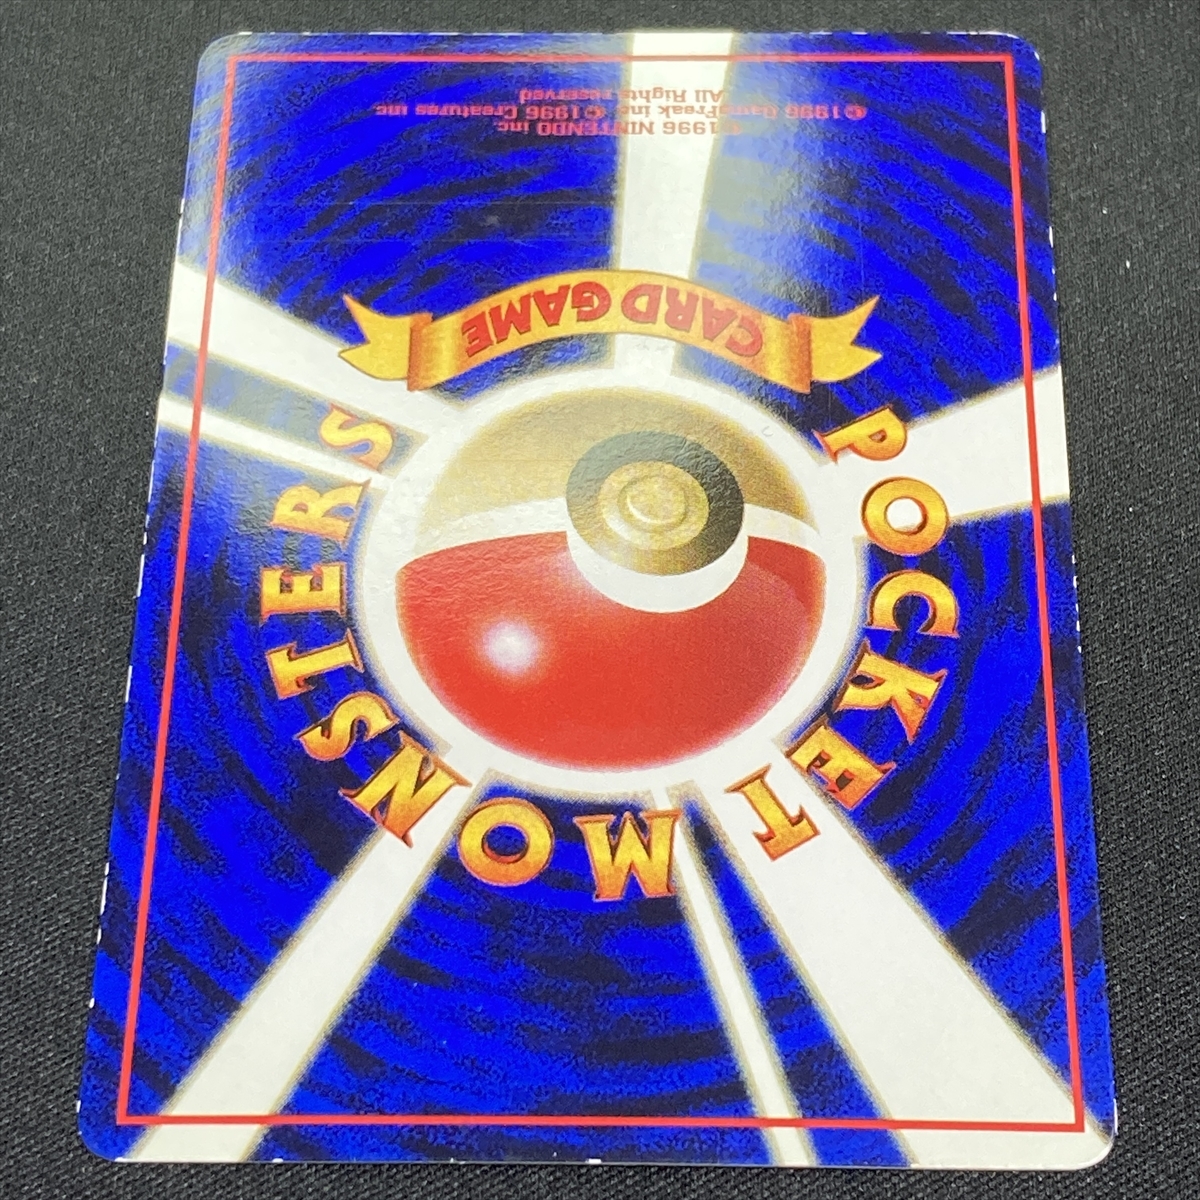 POCKET MONSTERS
CARD GAME
©1996 NINTENDO inc.
©1996 GameFreak inc. ©1996 Creatures inc.
All Rights reserved